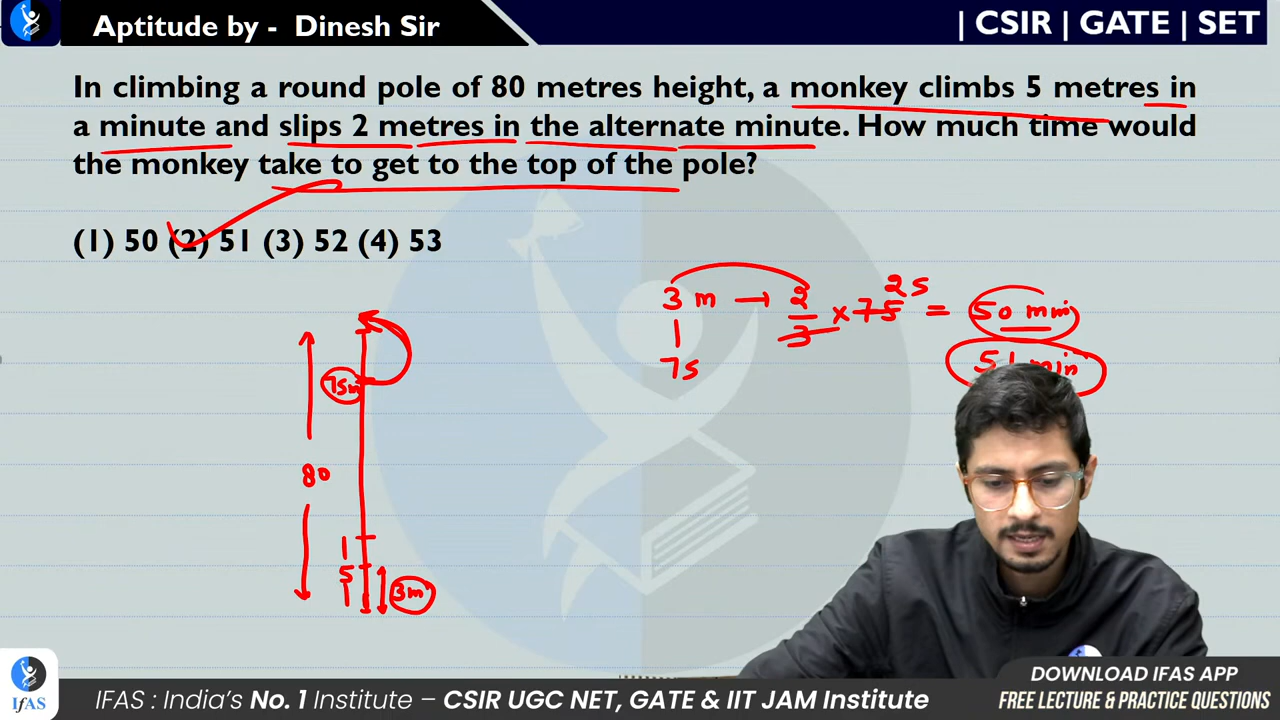 Aptitude by - Dinesh Sir
| CSIR | GATE | SET
In climbing a round pole of 80 metres height, a monkey climbs 5 metres in
a minute and slips 2 metres in the alternate minute. How much time would
the monkey take to get to the top of the pole?
(1) 50 (2) 51 (3) 52 (4) 53
25
3 m → 2/3 × 75 = 50 min
1
75
51 min
75m
80
1
5
1
3m
DOWNLOAD IFAS APP
FREE LECTURE & PRACTICE QUESTIONS
IFAS
IFAS : India's No. 1 Institute – CSIR UGC NET, GATE & IIT JAM Institute